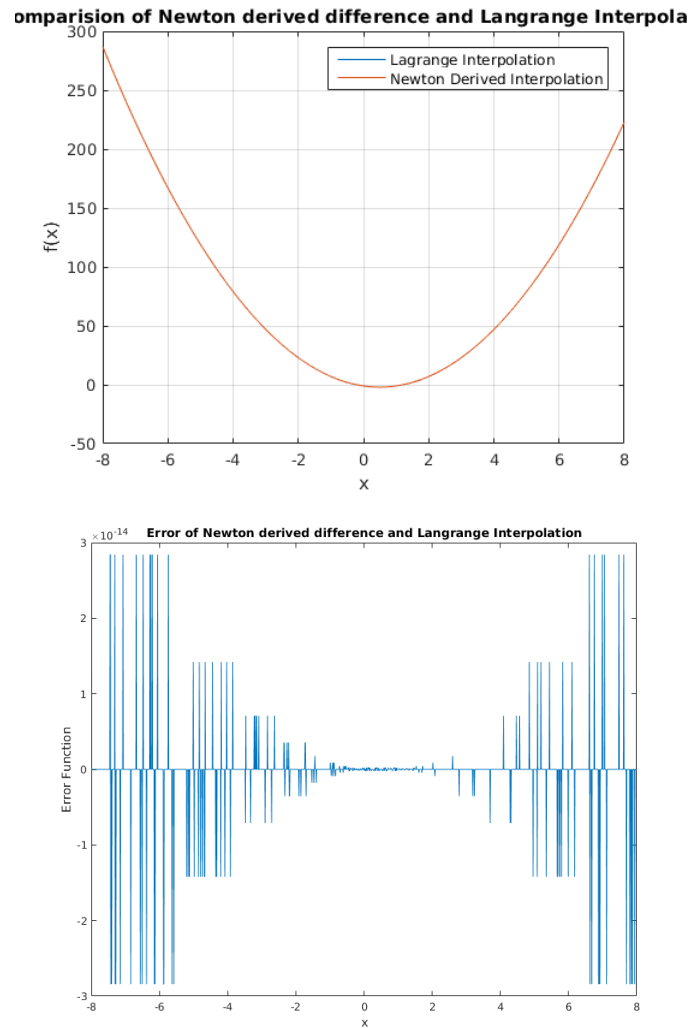 omparision of Newton derived difference and Langrange Interpola
300
250
200
150
100
50
0
-50
f(x)
Lagrange Interpolation
Newton Derived Interpolation
-8 -6 -4 -2 0 2 4 6 8
x
×10⁻¹⁴
Error of Newton derived difference and Langrange Interpolation
3
2
1
0
-1
-2
-3
Error Function
-8 -6 -4 -2 0 2 4 6 8
x